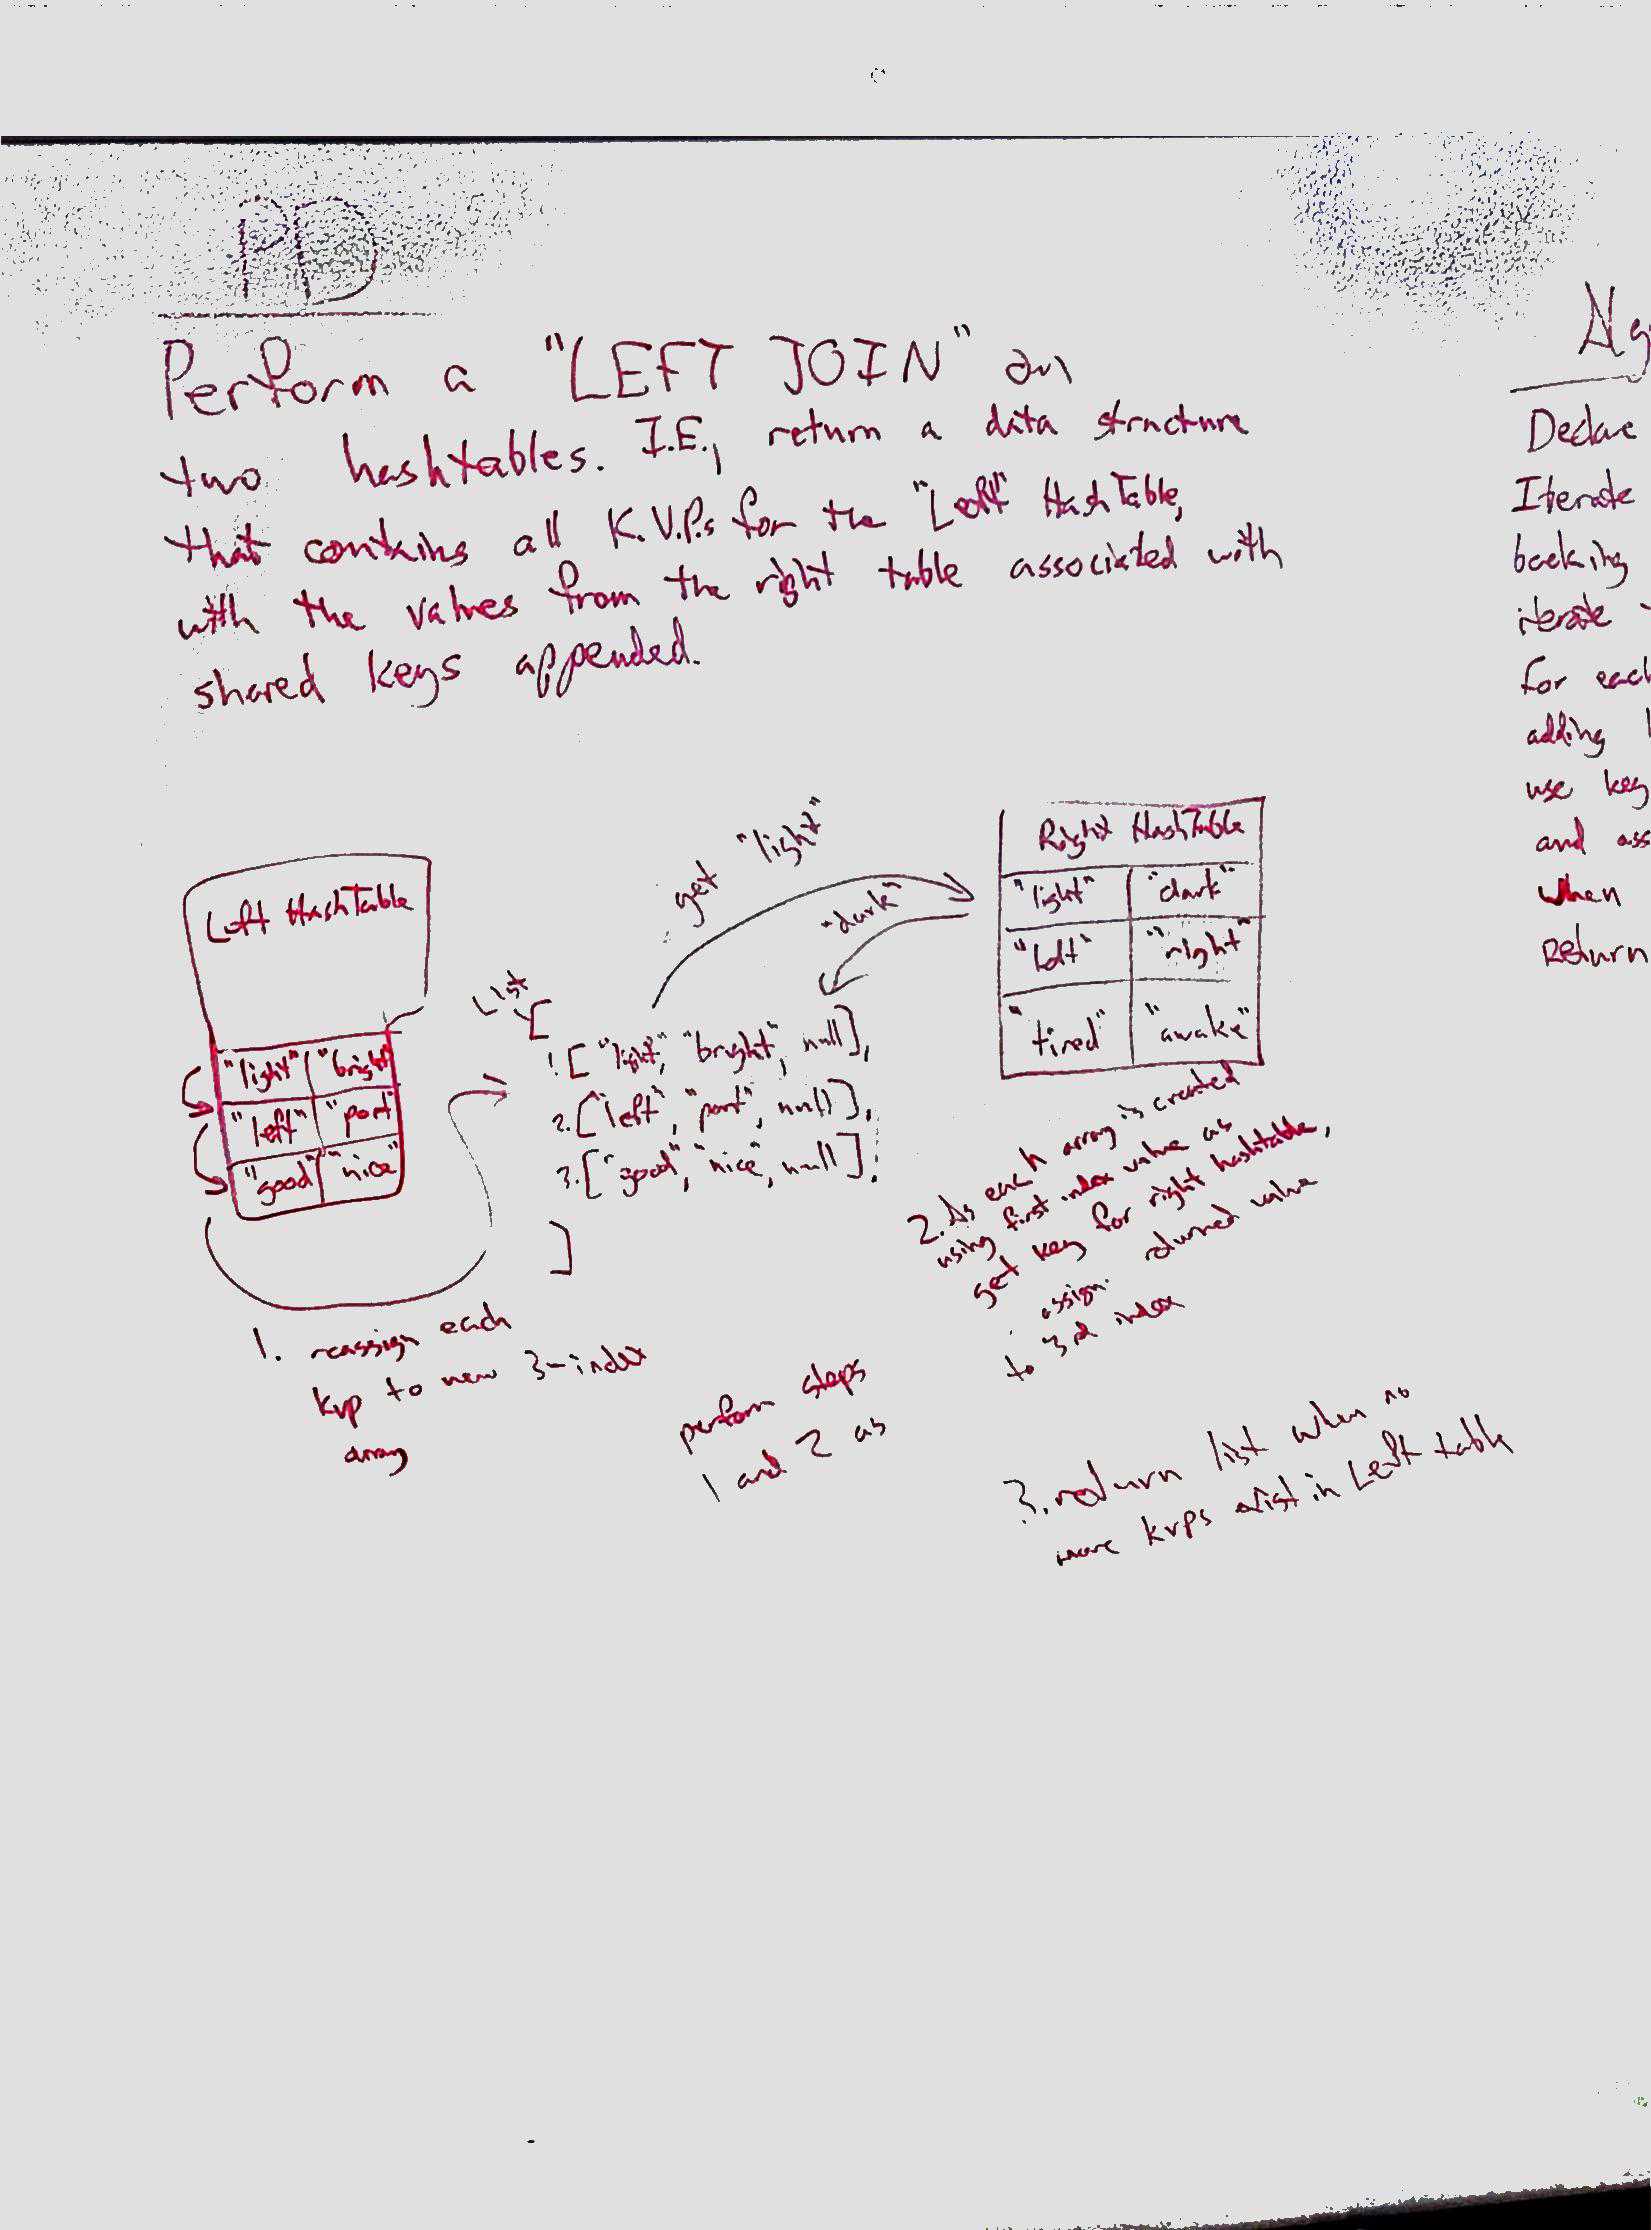 PD
Perform a "LEFT JOIN" on
two hashtables. I.E., return a data structure
that contains all K.V.P.s for the "Left" HashTable,
with the values from the right table associated with
shared keys appended.
Left HashTable
"light" "bright"
"left" "port"
"good" "nice"
1. reassign each
kvp to new 3-index
array
List
[
1. ["light", "bright", null],
2. ["left", "port", null],
3. ["good", "nice", null],
]
get "light"
"dark"
perform steps
1 and 2 as
Right HashTable
"light" "dark"
"left" "right"
"tired" "awake"
2. As each array is created
using first index value as
get key for right hashtable,
assign returned value
to 3rd index
3. return list when no
more kvps exist in Left table
Alg
Declare
Iterate
backing
iterate
for each
adding
use key
and ass
when
Return